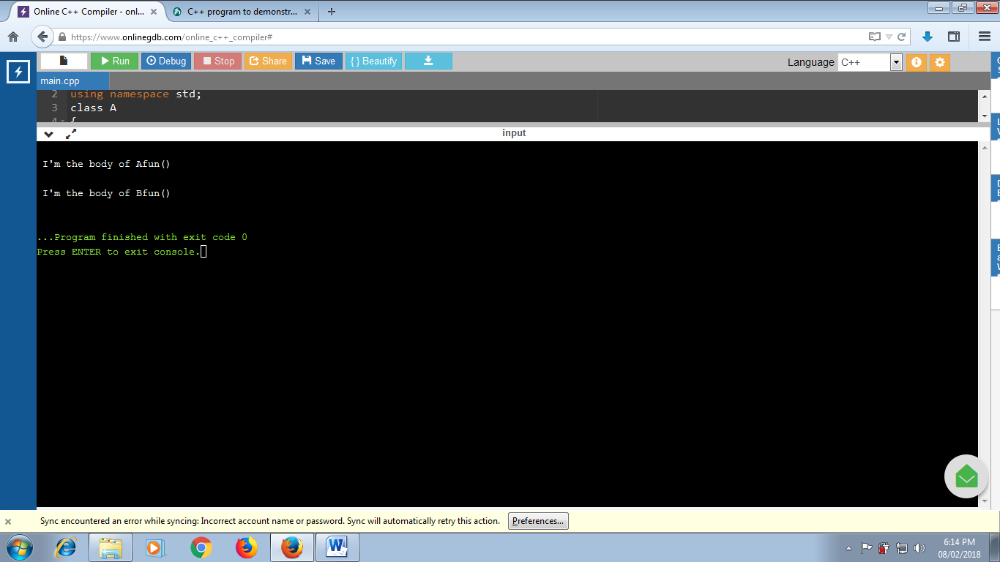 Online C++ Compiler - onl...
C++ program to demonstr...
https://www.onlinegdb.com/online_c++_compiler#
Run
Debug
Stop
Share
Save
{ } Beautify
Language
C++
main.cpp
2 using namespace std;
3 class A
4 {
input
I'm the body of Afun()
I'm the body of Bfun()
...Program finished with exit code 0
Press ENTER to exit console.
Sync encountered an error while syncing: Incorrect account name or password. Sync will automatically retry this action.
Preferences...
6:14 PM
08/02/2018